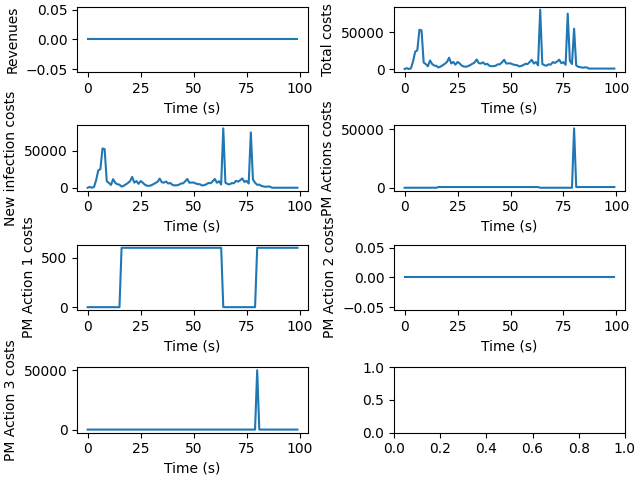 Revenues
0.05
0.00
−0.05
0 25 50 75 100
Time (s)
Total costs
50000
0
0 25 50 75 100
Time (s)
New infection costs
50000
0
0 25 50 75 100
Time (s)
PM Actions costs
50000
0
0 25 50 75 100
Time (s)
PM Action 1 costs
500
0
0 25 50 75 100
Time (s)
PM Action 2 costs
0.05
0.00
−0.05
0 25 50 75 100
Time (s)
PM Action 3 costs
50000
0
0 25 50 75 100
Time (s)
1.0
0.5
0.0
0.0 0.2 0.4 0.6 0.8 1.0